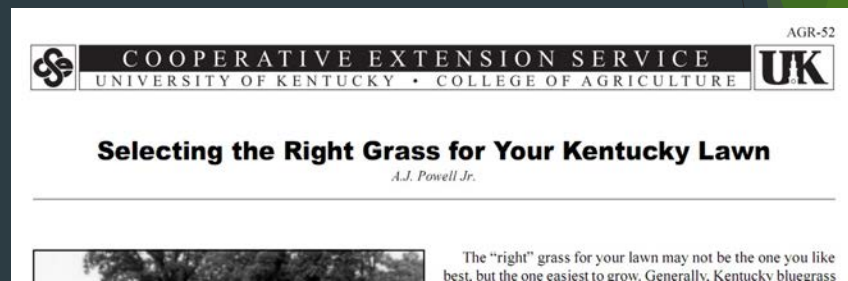 AGR-52
COOPERATIVE EXTENSION SERVICE
UNIVERSITY OF KENTUCKY • COLLEGE OF AGRICULTURE
UK
Selecting the Right Grass for Your Kentucky Lawn
A.J. Powell Jr.
The “right” grass for your lawn may not be the one you like
best, but the one easiest to grow. Generally, Kentucky bluegrass